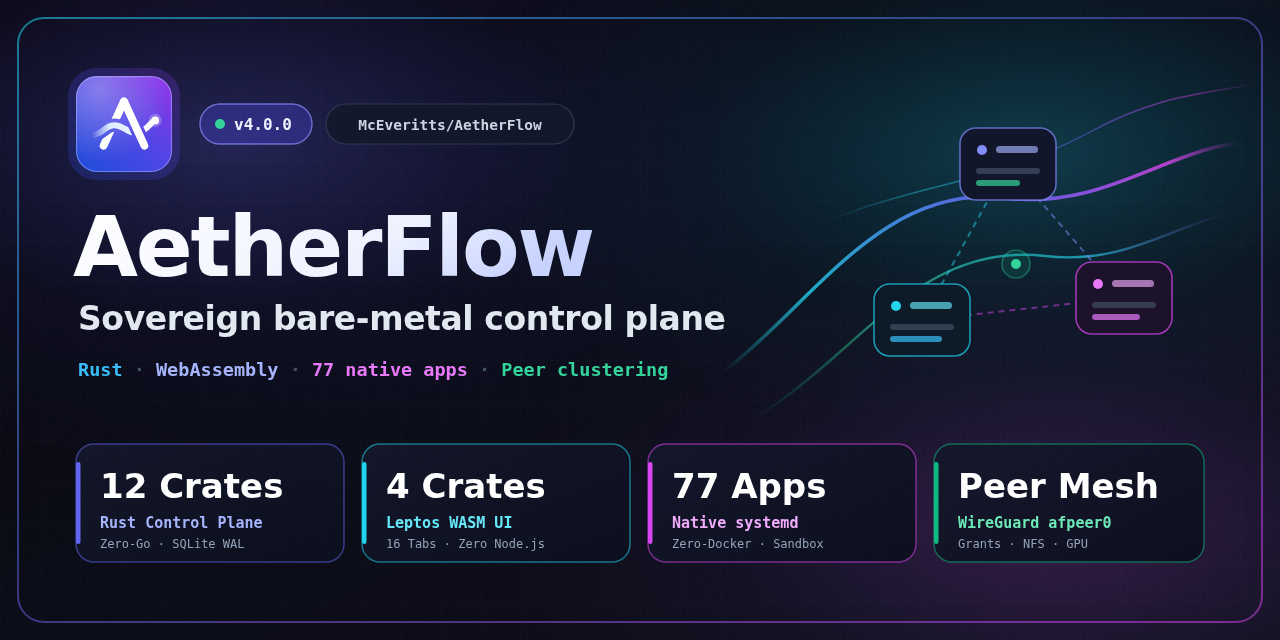 v4.0.0
McEveritts/AetherFlow
AetherFlow
Sovereign bare-metal control plane
Rust · WebAssembly · 77 native apps · Peer clustering
12 Crates
Rust Control Plane
Zero-Go · SQLite WAL
4 Crates
Leptos WASM UI
16 Tabs · Zero Node.js
77 Apps
Native systemd
Zero-Docker · Sandbox
Peer Mesh
WireGuard afpeer0
Grants · NFS · GPU